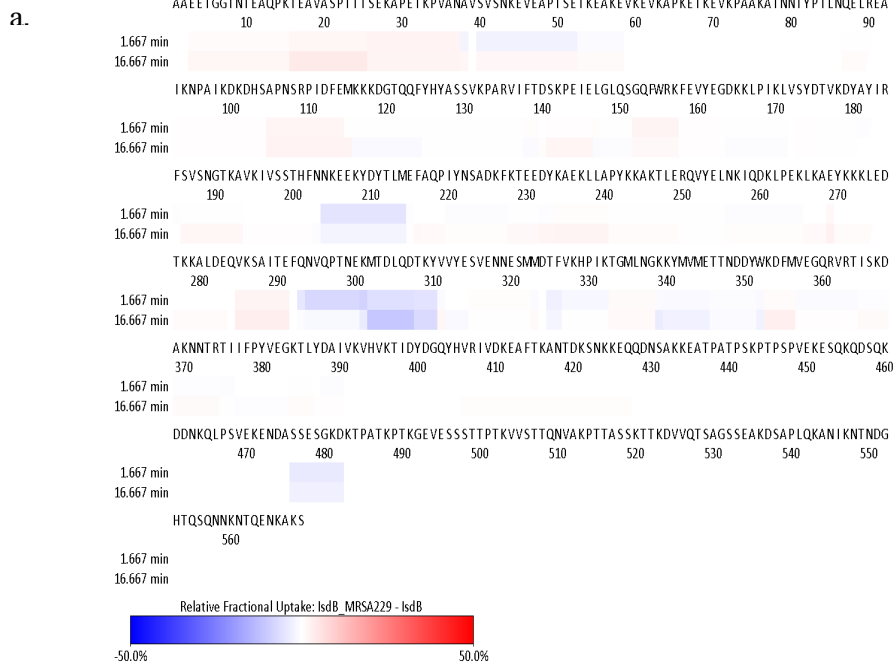 a.
AAEETGGTNTEAQPKTEAVASPTTTSEKAPETKPVANAVSVSNKEVEAPTSETKEAKEVKEVKAPKETKEVKPAAKATNNTYPILNQELREA
10 20 30 40 50 60 70 80 90
1.667 min
16.667 min
IKNPAIKDKDHSAPNSRPIDFEMKKKDGTQQFYHYASSVKPARVIFTDSKPEIELGLQSGQFWRKFEVYEGDKKLPIKLVSYDTVKDYAYIR
100 110 120 130 140 150 160 170 180
1.667 min
16.667 min
FSVSNGTKAVKIVSSTHFNNKEEKYDYTLMEFAQPIYNSADKFKTEEDYKAEKLLAPYKKAKTLERQVYELNKIQDKLPEKLKAEYKKKLED
190 200 210 220 230 240 250 260 270
1.667 min
16.667 min
TKKALDEQVKSAITEFQNVQPTNEKMTDLQDTKYVVYESVENNESMMDTFVKHPIKTGMLNGKKYMVMETTNDDYWKDFMVEGQRVRTISKD
280 290 300 310 320 330 340 350 360
1.667 min
16.667 min
AKNNTRTIIFPYVEGKTLYDAIVKVHVKTIDYDGQYHVRIVDKEAFTKANTDKSNKKEQQDNSAKKEATPATPSKPTPSPVEKESQKQDSQK
370 380 390 400 410 420 430 440 450 460
1.667 min
16.667 min
DDNKQLPSVEKENDASSESGKDKTPATKPTKGEVESSSTTPTKVVSTTQNVAKPTTASSKTTKDVVQTSAGSSEAKDSAPLQKANIKNTNDG
470 480 490 500 510 520 530 540 550
1.667 min
16.667 min
HTQSQNNKNTQENKAKS
560
1.667 min
16.667 min
Relative Fractional Uptake: IsdB_MRSA229 - IsdB
-50.0% 50.0%